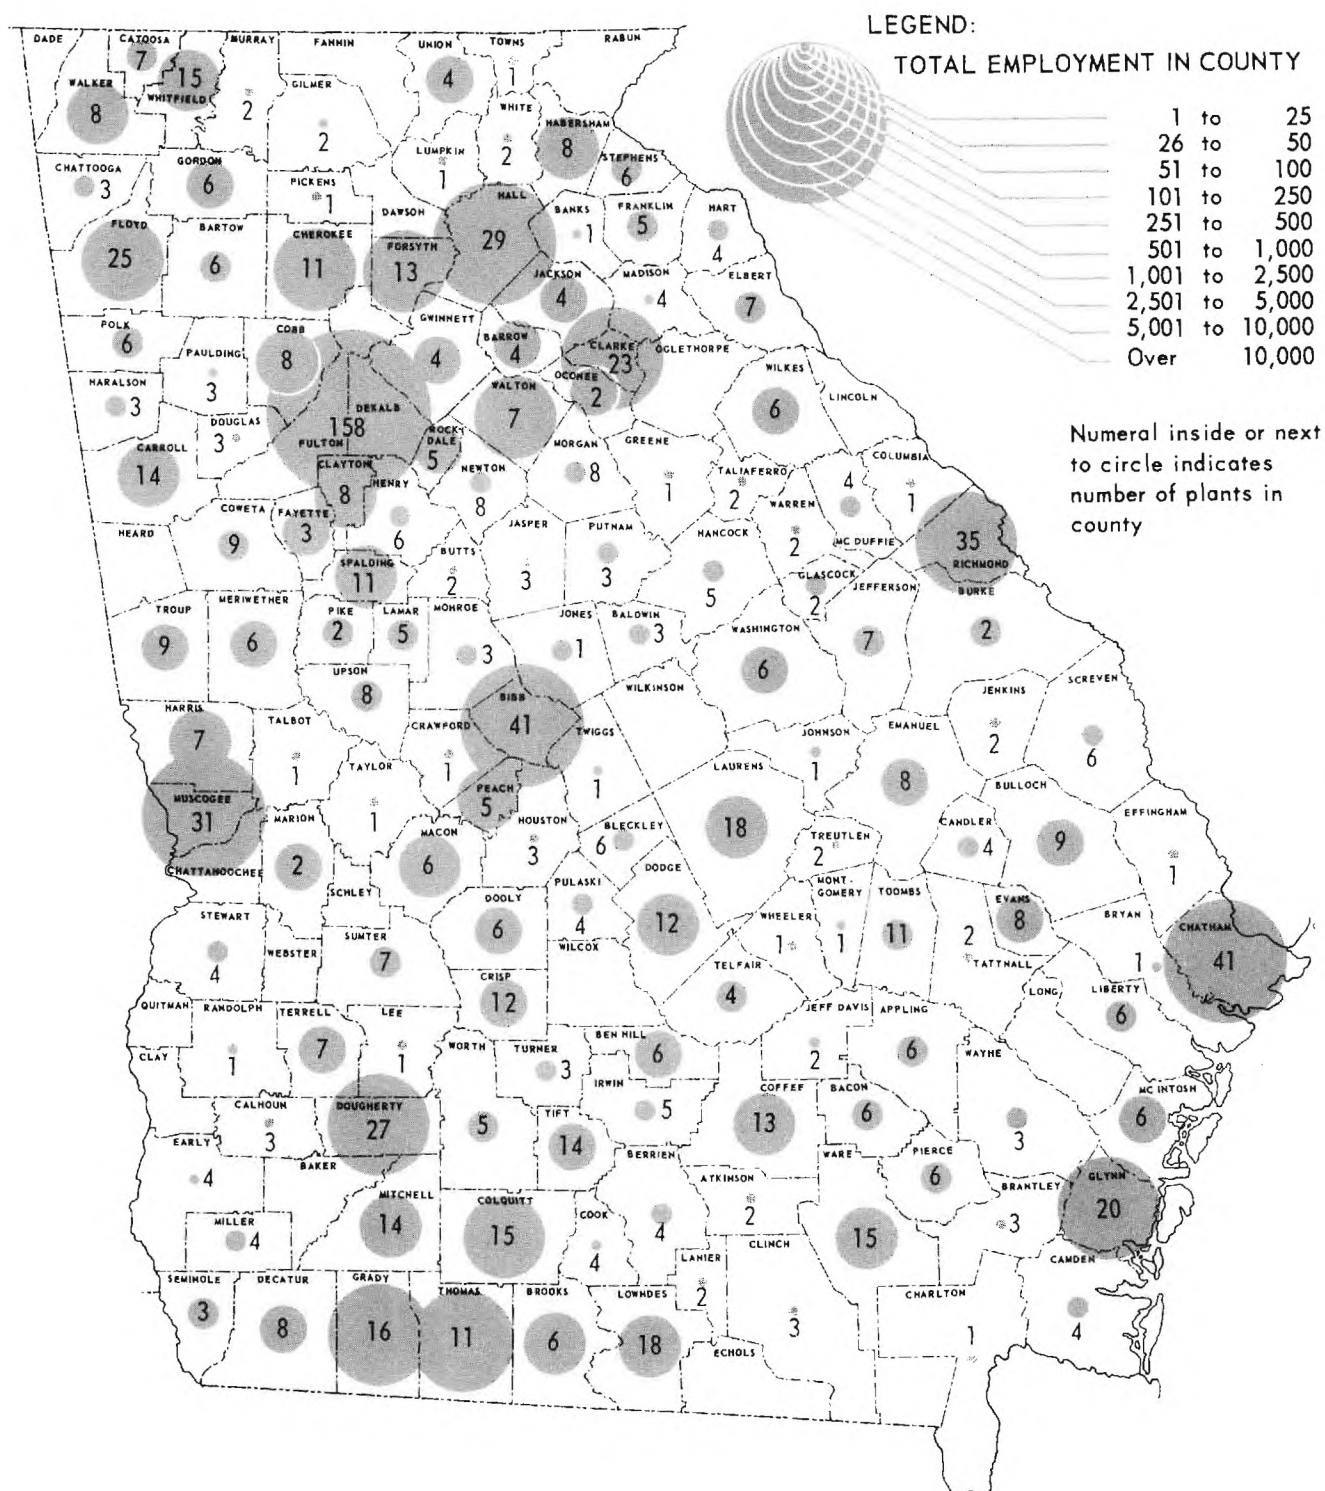 LEGEND:
TOTAL EMPLOYMENT IN COUNTY
1 to 25
26 to 50
51 to 100
101 to 250
251 to 500
501 to 1,000
1,001 to 2,500
2,501 to 5,000
5,001 to 10,000
Over 10,000
Numeral inside or next
to circle indicates
number of plants in
county
DADE
CATOOSA
7
WHITFIELD
15
MURRAY
2
FANNIN
UNION
4
TOWNS
1
RABUN
WALKER
8
GILMER
2
WHITE
2
HABERSHAM
8
STEPHENS
6
LUMPKIN
1
CHATTOOGA
3
GORDON
6
PICKENS
1
DAWSON
HALL
29
BANKS
1
FRANKLIN
5
HART
4
FLOYD
25
BARTOW
6
CHEROKEE
11
FORSYTH
13
JACKSON
4
MADISON
4
ELBERT
7
POLK
6
PAULDING
3
COBB
8
GWINNETT
4
BARROW
4
CLARKE
23
OCONEE
2
OGLETHORPE
HARALSON
3
DOUGLAS
3
DEKALB
158
FULTON
WALTON
7
WILKES
6
LINCOLN
CARROLL
14
CLAYTON
8
HENRY
6
ROCK-
DALE
5
NEWTON
8
MORGAN
8
GREENE
1
TALIAFERRO
2
WARREN
2
4
MC DUFFIE
COLUMBIA
1
RICHMOND
35
HEARD
COWETA
9
FAYETTE
3
SPALDING
11
BUTTS
2
JASPER
3
PUTNAM
3
HANCOCK
5
GLASCOCK
2
JEFFERSON
7
BURKE
2
TROUP
9
MERIWETHER
6
PIKE
2
LAMAR
5
MOHROE
3
JONES
1
BALDWIN
3
WASHINGTON
6
UPSON
8
BIBB
41
WILKINSON
JENKINS
2
SCREVEN
6
HARRIS
7
TALBOT
1
CRAWFORD
1
TWIGGS
1
JOHNSON
1
EMANUEL
8
MUSCOGEE
31
TAYLOR
1
PEACH
5
HOUSTON
3
BLECKLEY
6
LAURENS
18
TREUTLEN
2
CANDLER
4
BULLOCH
9
EFFINGHAM
1
CHATTAHOOCHEE
MARION
2
SCHLEY
MACON
6
DOOLY
6
PULASKI
4
DODGE
12
WHEELER
1
MONT-
GOMERY
1
TOOMBS
11
TATTNALL
2
EVANS
8
BRYAN
1
CHATHAM
41
STEWART
4
WEBSTER
SUMTER
7
CRISP
12
WILCOX
TELFAIR
4
LONG
LIBERTY
6
QUITMAN
RANDOLPH
1
TERRELL
7
LEE
1
WORTH
5
TURNER
3
BEN HILL
6
JEFF DAVIS
2
APPLING
6
WAYHE
3
CLAY
CALHOUN
3
DOUGHERTY
27
TIFT
14
IRWIN
5
COFFEE
13
BACON
6
MC INTOSH
6
EARLY
4
BAKER
BERRIEN
4
ATKINSON
2
WARE
15
PIERCE
6
BRANTLEY
3
GLYNN
20
MILLER
4
MITCHELL
14
COLQUITT
15
COOK
4
LANIER
2
CLINCH
3
CHARLTON
1
CAMDEN
4
SEMINOLE
3
DECATUR
8
GRADY
16
THOMAS
11
BROOKS
6
LOWNDES
18
ECHOLS